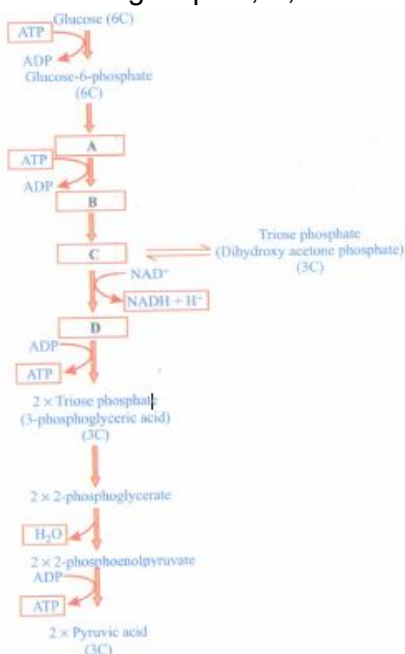 Glucose (6C)
ATP
ADP
Glucose-6-phosphate
(6C)
A
ATP
ADP
B
C
Triose phosphate
(Dihydroxy acetone phosphate)
(3C)
NAD⁺
NADH + H⁺
D
ADP
ATP
2 × Triose phosphate
(3-phosphoglyceric acid)
(3C)
2 × 2-phosphoglycerate
H₂O
2 × 2-phosphoenolpyruvate
ADP
ATP
2 × Pyruvic acid
(3C)